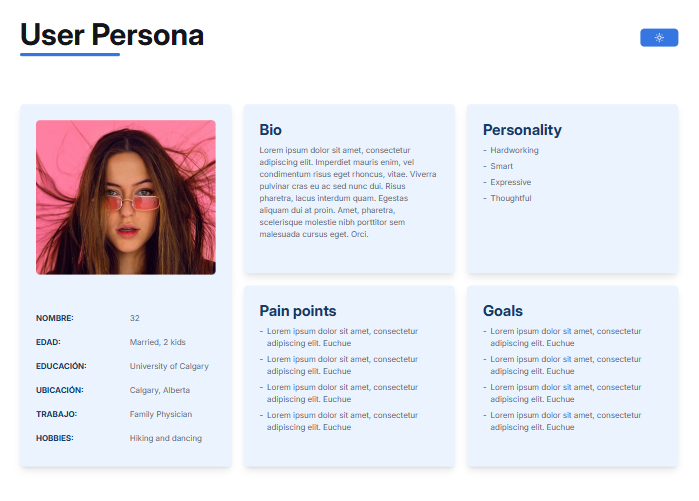 User Persona
NOMBRE: 32
EDAD: Married, 2 kids
EDUCACIÓN: University of Calgary
UBICACIÓN: Calgary, Alberta
TRABAJO: Family Physician
HOBBIES: Hiking and dancing
Bio
Lorem ipsum dolor sit amet, consectetur
adipiscing elit. Imperdiet mauris enim, vel
condimentum risus eget rhoncus, vitae. Viverra
pulvinar cras eu ac sed nunc dui. Risus
pharetra, lacus interdum quam. Egestas
aliquam dui at proin. Amet, pharetra,
scelerisque molestie nibh porttitor sem
malesuada cursus eget. Orci.
Personality
- Hardworking
- Smart
- Expressive
- Thoughtful
Pain points
- Lorem ipsum dolor sit amet, consectetur
adipiscing elit. Euchue
- Lorem ipsum dolor sit amet, consectetur
adipiscing elit. Euchue
- Lorem ipsum dolor sit amet, consectetur
adipiscing elit. Euchue
- Lorem ipsum dolor sit amet, consectetur
adipiscing elit. Euchue
Goals
- Lorem ipsum dolor sit amet, consectetur
adipiscing elit. Euchue
- Lorem ipsum dolor sit amet, consectetur
adipiscing elit. Euchue
- Lorem ipsum dolor sit amet, consectetur
adipiscing elit. Euchue
- Lorem ipsum dolor sit amet, consectetur
adipiscing elit. Euchue